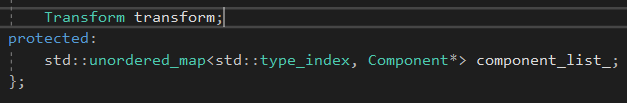 Transform transform;
protected:
std::unordered_map<std::type_index, Component*> component_list_;
};